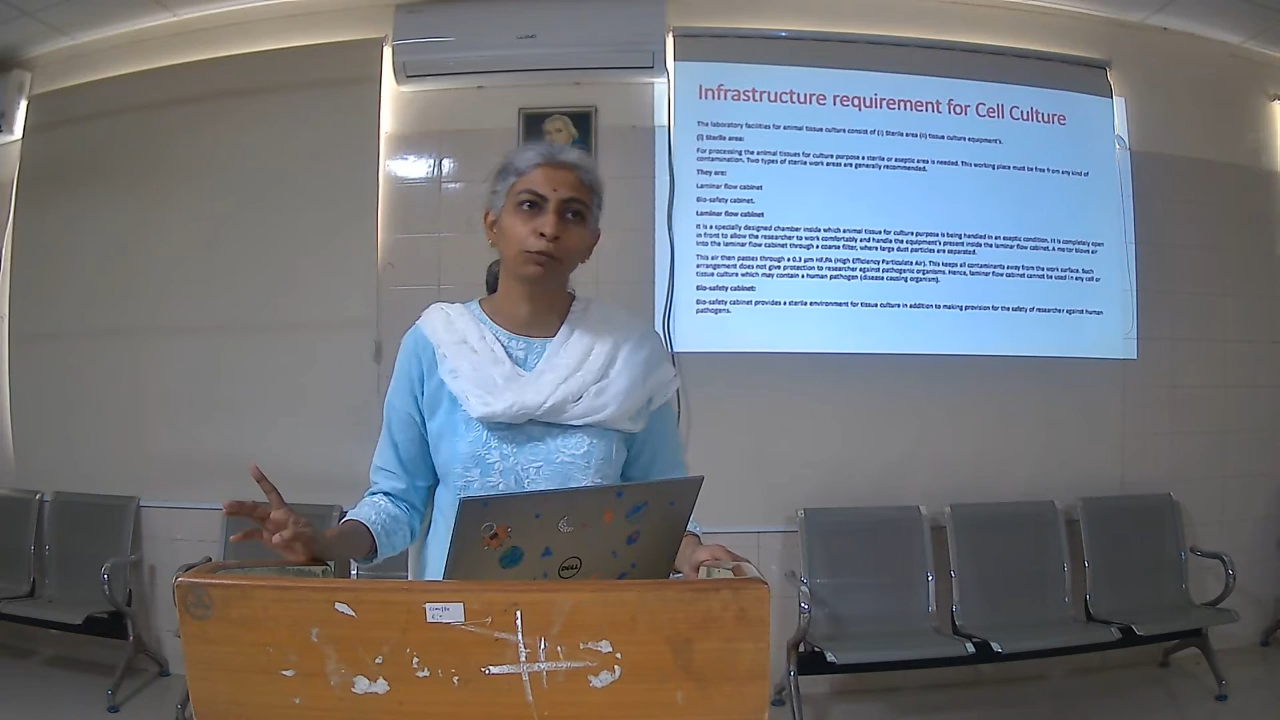 Infrastructure requirement for Cell Culture
The laboratory facilities for animal tissue culture consist of (i) Sterile area (ii) tissue culture equipment's.
(i) Sterile area:
For processing the animal tissues for culture purpose a sterile or aseptic area is needed. This working place must be free from any kind of
contamination. Two types of sterile work areas are generally recommended.
They are:
Laminar flow cabinet
Bio-safety cabinet.
Laminar flow cabinet
It is a specially designed chamber inside which animal tissue for culture purpose is being handled in an aseptic condition. It is completely open
in front to allow the researcher to work comfortably and handle the equipment's present inside the laminar flow cabinet. A motor blows air
into the laminar flow cabinet through a coarse filter, where large dust particles are separated.
This air then passes through a 0.3 µm HEPA (High Efficiency Particulate Air). This keeps all contaminants away from the work surface. Such
arrangement does not give protection to researcher against pathogenic organisms. Hence, laminar flow cabinet cannot be used in any cell or
tissue culture which may contain a human pathogen (disease causing organism).
Bio-safety cabinet:
Bio-safety cabinet provides a sterile environment for tissue culture in addition to making provision for the safety of researcher against human
pathogens.
DELL